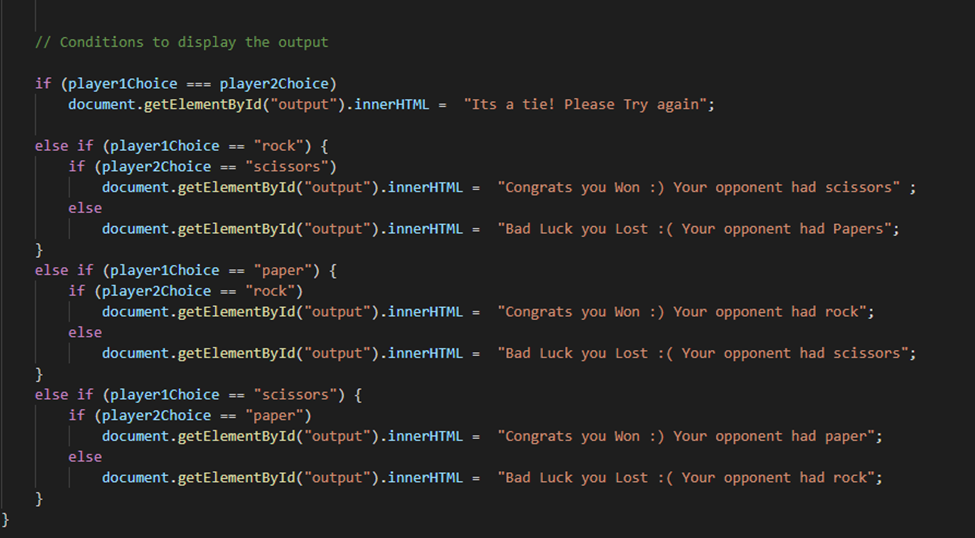 // Conditions to display the output
if (player1Choice === player2Choice)
document.getElementById("output").innerHTML =  "Its a tie! Please Try again";
else if (player1Choice == "rock") {
if (player2Choice == "scissors")
document.getElementById("output").innerHTML =  "Congrats you Won :) Your opponent had scissors" ;
else
document.getElementById("output").innerHTML =  "Bad Luck you Lost :( Your opponent had Papers";
}
else if (player1Choice == "paper") {
if (player2Choice == "rock")
document.getElementById("output").innerHTML =  "Congrats you Won :) Your opponent had rock";
else
document.getElementById("output").innerHTML =  "Bad Luck you Lost :( Your opponent had scissors";
}
else if (player1Choice == "scissors") {
if (player2Choice == "paper")
document.getElementById("output").innerHTML =  "Congrats you Won :) Your opponent had paper";
else
document.getElementById("output").innerHTML =  "Bad Luck you Lost :( Your opponent had rock";
}
}